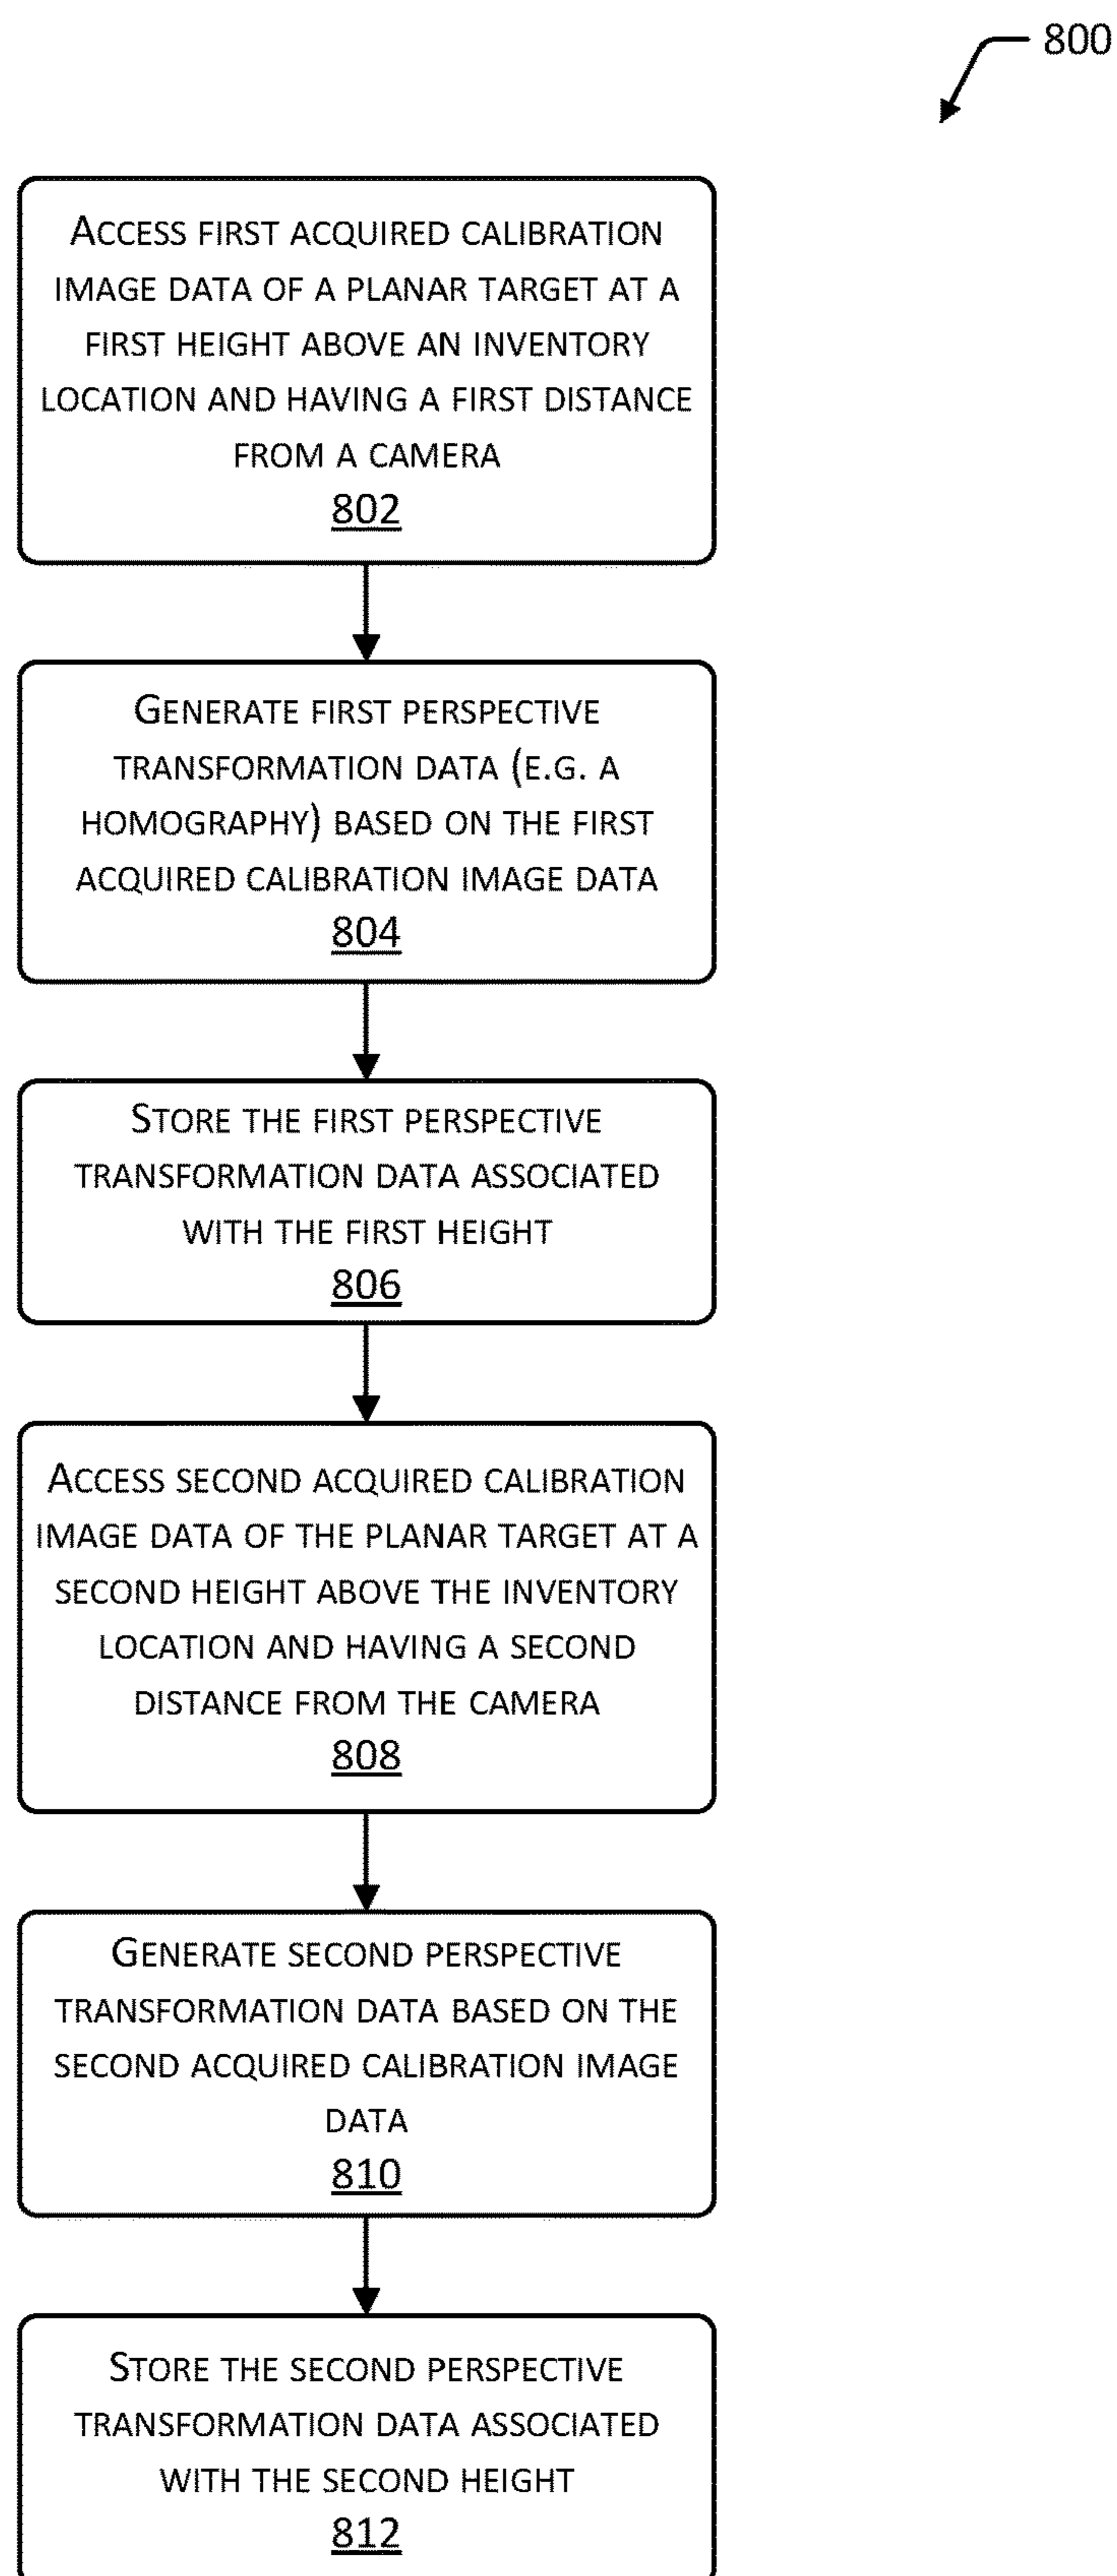 800
ACCESS FIRST ACQUIRED CALIBRATION
IMAGE DATA OF A PLANAR TARGET AT A
FIRST HEIGHT ABOVE AN INVENTORY
LOCATION AND HAVING A FIRST DISTANCE
FROM A CAMERA
802
GENERATE FIRST PERSPECTIVE
TRANSFORMATION DATA (E.G. A
HOMOGRAPHY) BASED ON THE FIRST
ACQUIRED CALIBRATION IMAGE DATA
804
STORE THE FIRST PERSPECTIVE
TRANSFORMATION DATA ASSOCIATED
WITH THE FIRST HEIGHT
806
ACCESS SECOND ACQUIRED CALIBRATION
IMAGE DATA OF THE PLANAR TARGET AT A
SECOND HEIGHT ABOVE THE INVENTORY
LOCATION AND HAVING A SECOND
DISTANCE FROM THE CAMERA
808
GENERATE SECOND PERSPECTIVE
TRANSFORMATION DATA BASED ON THE
SECOND ACQUIRED CALIBRATION IMAGE
DATA
810
STORE THE SECOND PERSPECTIVE
TRANSFORMATION DATA ASSOCIATED
WITH THE SECOND HEIGHT
812